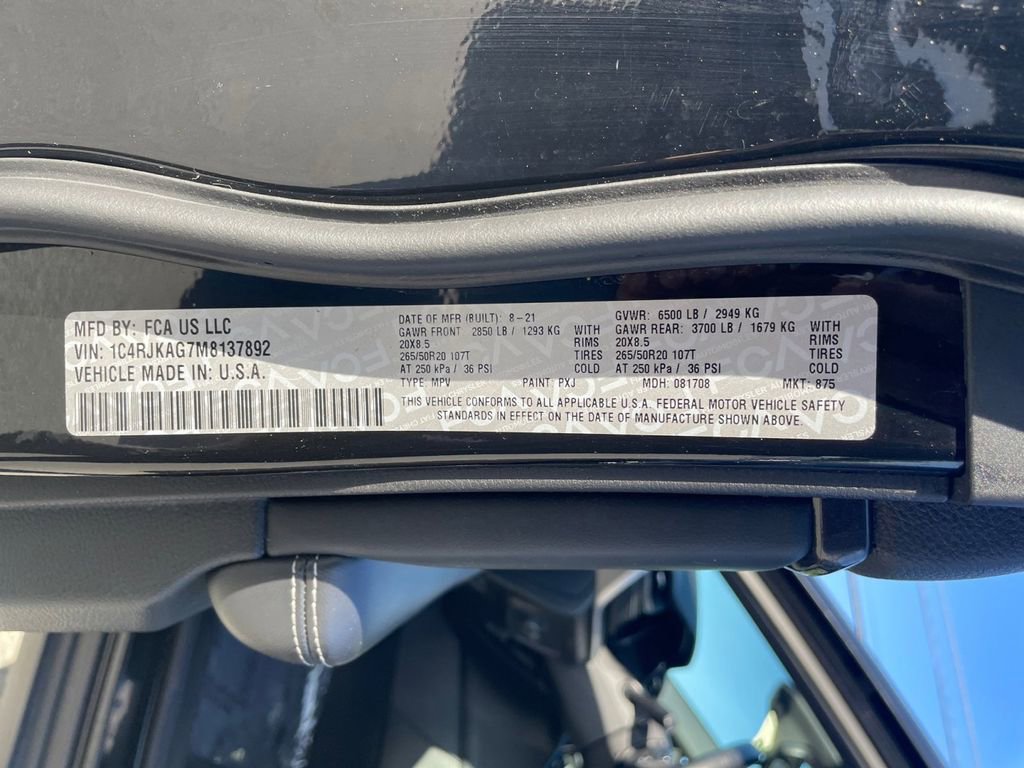 MFD BY: FCA US LLC
VIN: 1C4RJKAG7M8137892
VEHICLE MADE IN: U.S.A.
DATE OF MFR (BUILT): 8-21
GAWR FRONT 2850 LB / 1293 KG WITH
20X8.5 RIMS
265/50R20 107T TIRES
AT 250 kPa / 36 PSI COLD
TYPE: MPV PAINT: PXJ
GVWR: 6500 LB / 2949 KG
GAWR REAR: 3700 LB / 1679 KG WITH
20X8.5 RIMS
265/50R20 107T TIRES
AT 250 kPa / 36 PSI COLD
MDH: 081708 MKT: 875
THIS VEHICLE CONFORMS TO ALL APPLICABLE U.S.A. FEDERAL MOTOR VEHICLE SAFETY
STANDARDS IN EFFECT ON THE DATE OF MANUFACTURE SHOWN ABOVE.